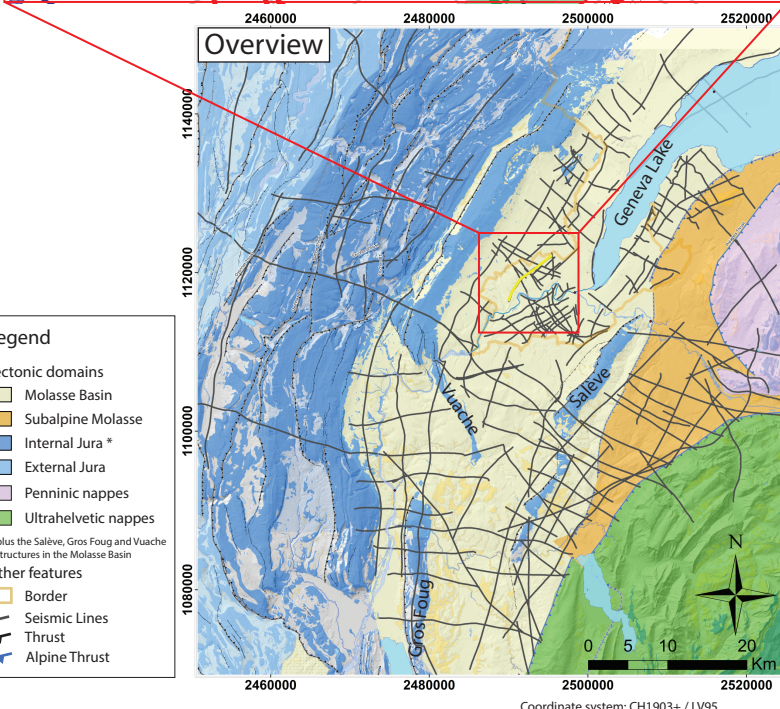 2460000 2480000 2500000 2520000
Overview
1140000
Geneva Lake
1120000
egend
ectonic domains
Molasse Basin
Subalpine Molasse
Internal Jura *
External Jura
Penninic nappes
Ultrahelvetic nappes
plus the Salève, Gros Foug and Vuache
tructures in the Molasse Basin
ther features
Border
Seismic Lines
Thrust
Alpine Thrust
Vuache
Salève
1100000
N
1080000
Gros Foug
0 5 10 20
Km
2460000 2480000 2500000 2520000
Coordinate system: CH1903+ / LV95